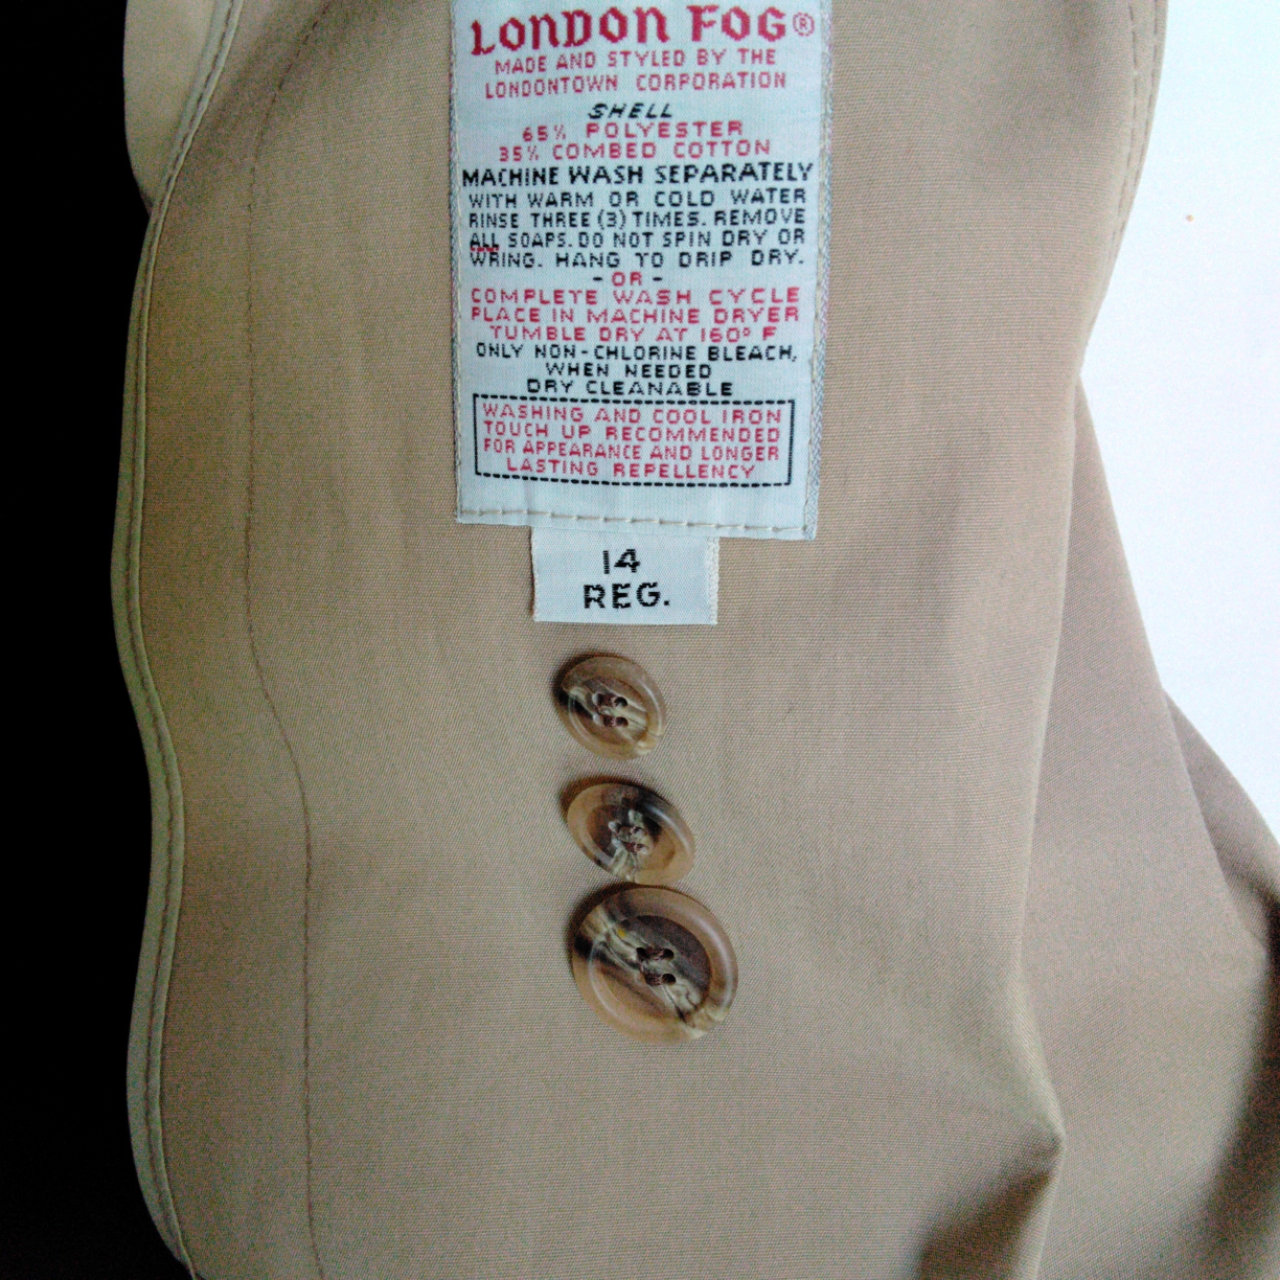 LONDON FOG®
MADE AND STYLED BY THE
LONDONTOWN CORPORATION
SHELL
65% POLYESTER
35% COMBED COTTON
MACHINE WASH SEPARATELY
WITH WARM OR COLD WATER
RINSE THREE (3) TIMES. REMOVE
ALL SOAPS. DO NOT SPIN DRY OR
WRING. HANG TO DRIP DRY.
- OR -
COMPLETE WASH CYCLE
PLACE IN MACHINE DRYER
TUMBLE DRY AT 160° F
ONLY NON-CHLORINE BLEACH,
WHEN NEEDED
DRY CLEANABLE
WASHING AND COOL IRON
TOUCH UP RECOMMENDED
FOR APPEARANCE AND LONGER
LASTING REPELLENCY
14
REG.